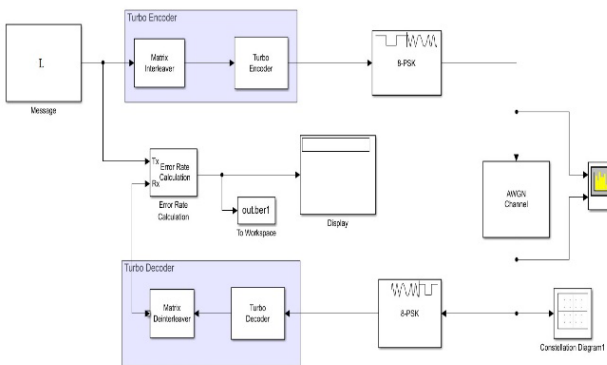 Turbo Encoder
Matrix
Interleaver
Turbo
Encoder
8-PSK
Message
Tx
Rx
Error Rate
Calculation
Error Rate
Calculation
out.ber1
To Workspace
Display
AWGN
Channel
Turbo Decoder
Matrix
Deinterleaver
Turbo
Decoder
8-PSK
Constellation Diagram1